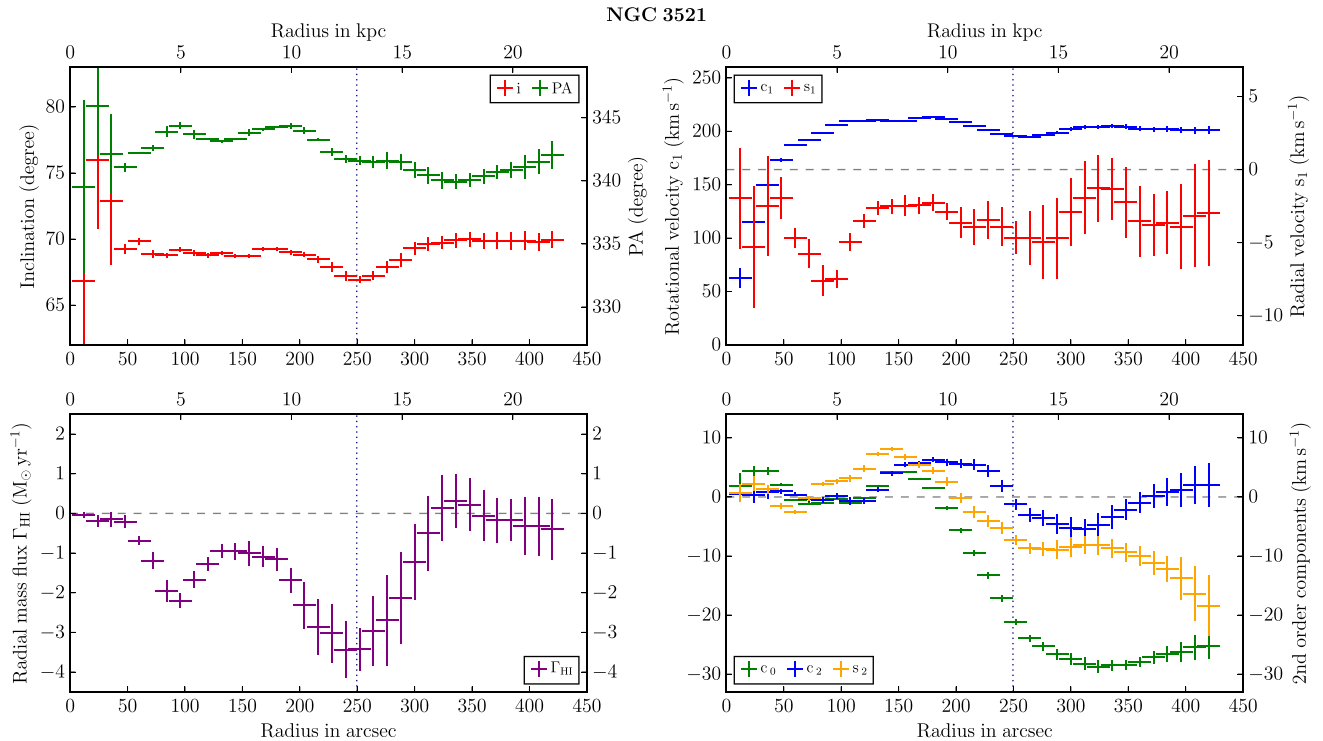 NGC 3521
Radius in kpc
Radius in kpc
0 5 10 15 20
0 5 10 15 20
i PA
c₁ s₁
Inclination (degree)
80
75
70
65
PA (degree)
345
340
335
330
Rotational velocity c₁ (km s⁻¹)
250
200
150
100
50
0
Radial velocity s₁ (km s⁻¹)
5
0
−5
−10
0 50 100 150 200 250 300 350 400 450
0 50 100 150 200 250 300 350 400 450
0 5 10 15 20
0 5 10 15 20
Radial mass flux Γ_HI (M⊙ yr⁻¹)
2
1
0
−1
−2
−3
−4
2
1
0
−1
−2
−3
−4
Γ_HI
10
0
−10
−20
−30
2nd order components (km s⁻¹)
10
0
−10
−20
−30
c₀ c₂ s₂
0 50 100 150 200 250 300 350 400 450
0 50 100 150 200 250 300 350 400 450
Radius in arcsec
Radius in arcsec